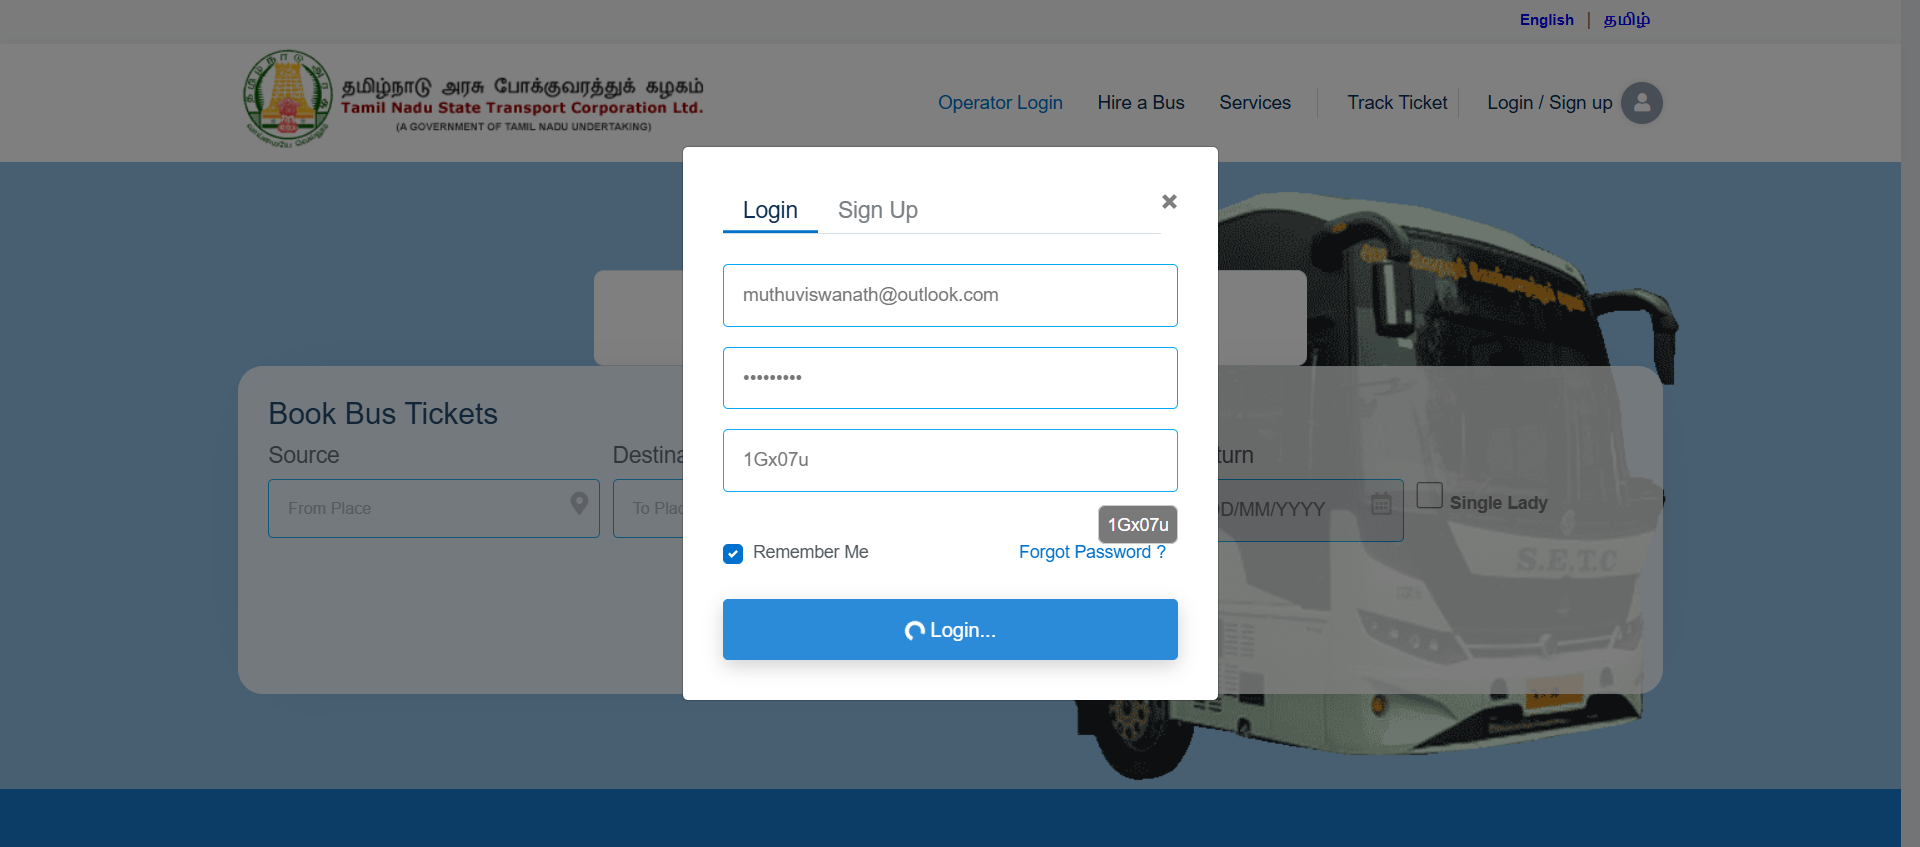 English | தமிழ்
தமிழ்நாடு அரசு போக்குவரத்துக் கழகம்
Tamil Nadu State Transport Corporation Ltd.
(A GOVERNMENT OF TAMIL NADU UNDERTAKING)
Operator Login Hire a Bus Services Track Ticket Login / Sign up
Login Sign Up
muthuviswanath@outlook.com
•••••••••
1Gx07u
1Gx07u
Remember Me Forgot Password ?
Login...
Book Bus Tickets
Source Destina turn
From Place To Plac D/MM/YYYY Single Lady
S.E.T.C